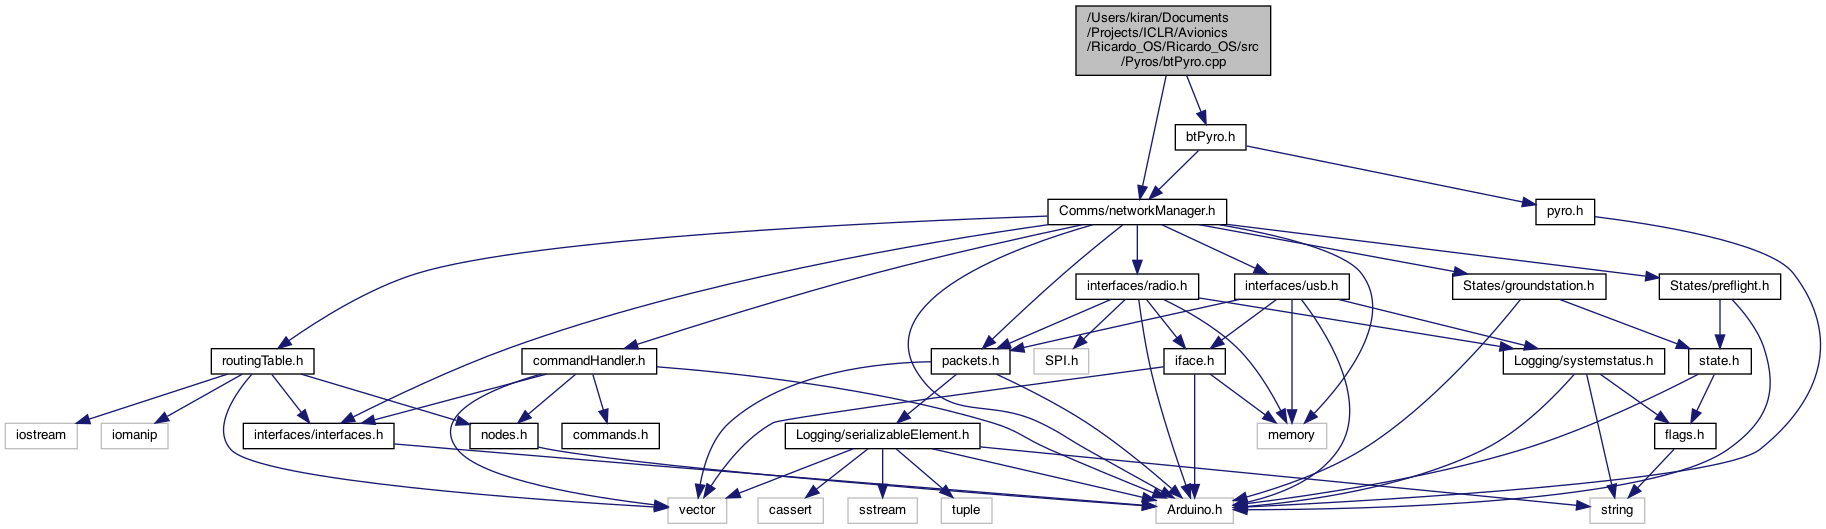 /Users/kiran/Documents
/Projects/ICLR/Avionics
/Ricardo_OS/Ricardo_OS/src
/Pyros/btPyro.cpp
btPyro.h
Comms/networkManager.h
pyro.h
interfaces/radio.h
interfaces/usb.h
States/groundstation.h
States/preflight.h
routingTable.h
commandHandler.h
packets.h
SPI.h
iface.h
Logging/systemstatus.h
state.h
iostream
iomanip
interfaces/interfaces.h
nodes.h
commands.h
Logging/serializableElement.h
memory
flags.h
vector
cassert
sstream
tuple
Arduino.h
string